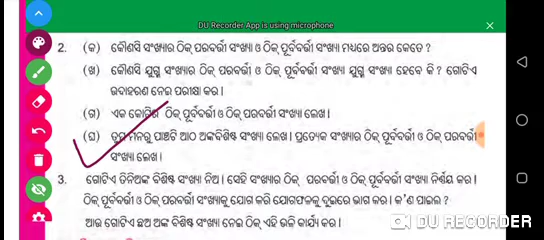 DU Recorder App is using microphone
2. (କ) କୌଣସି ସଂଖ୍ୟାର ଠିକ୍ ପରବର୍ତ୍ତୀ ସଂଖ୍ୟା ଓ ଠିକ୍ ପୂର୍ବବର୍ତ୍ତୀ ସଂଖ୍ୟା ମଧ୍ୟରେ ଅନ୍ତର କେତେ ?
(ଖ) କୌଣସି ଯୁଗ୍ମ ସଂଖ୍ୟାର ଠିକ୍ ପରବର୍ତ୍ତୀ ଓ ଠିକ୍ ପୂର୍ବବର୍ତ୍ତୀ ସଂଖ୍ୟା ଯୁଗ୍ମ ସଂଖ୍ୟା ହେବେ କି ? ଗୋଟିଏ
ଉଦାହରଣ ନେଇ ପରୀକ୍ଷା କର ।
(ଗ) ଏକ କୋଟିର ଠିକ୍ ପୂର୍ବବର୍ତ୍ତୀ ଓ ଠିକ୍ ପରବର୍ତ୍ତୀ ସଂଖ୍ୟା ଲେଖ ।
(ଘ) ତୁମ ମନରୁ ପାଞ୍ଚଟି ଆଠ ଅଙ୍କବିଶିଷ୍ଟ ସଂଖ୍ୟା ଲେଖ । ପ୍ରତ୍ୟେକ ସଂଖ୍ୟାର ଠିକ୍ ପୂର୍ବବର୍ତ୍ତୀ ଓ ଠିକ୍ ପରବର୍ତ୍ତୀ
ସଂଖ୍ୟା ଲେଖ ।
3. ଗୋଟିଏ ତିନିଅଙ୍କ ବିଶିଷ୍ଟ ସଂଖ୍ୟା ନିଅ । ସେହି ସଂଖ୍ୟାର ଠିକ୍ ପରବର୍ତ୍ତୀ ଓ ଠିକ୍ ପୂର୍ବବର୍ତ୍ତୀ ସଂଖ୍ୟା ନିର୍ଣ୍ଣୟ କର ।
ଠିକ୍ ପୂର୍ବବର୍ତ୍ତୀ ଓ ଠିକ୍ ପରବର୍ତ୍ତୀ ସଂଖ୍ୟାକୁ ଯୋଗ କରି ଯୋଗଫଳକୁ ଦୁଇରେ ଭାଗ କର । କ'ଣ ପାଇଲ ?
ଆଉ ଗୋଟିଏ ଛଅ ଅଙ୍କ ବିଶିଷ୍ଟ ସଂଖ୍ୟା ନେଇ ଠିକ୍ ଏହି ଭଳି କାର୍ଯ୍ୟ କର ।
DU RECORDER